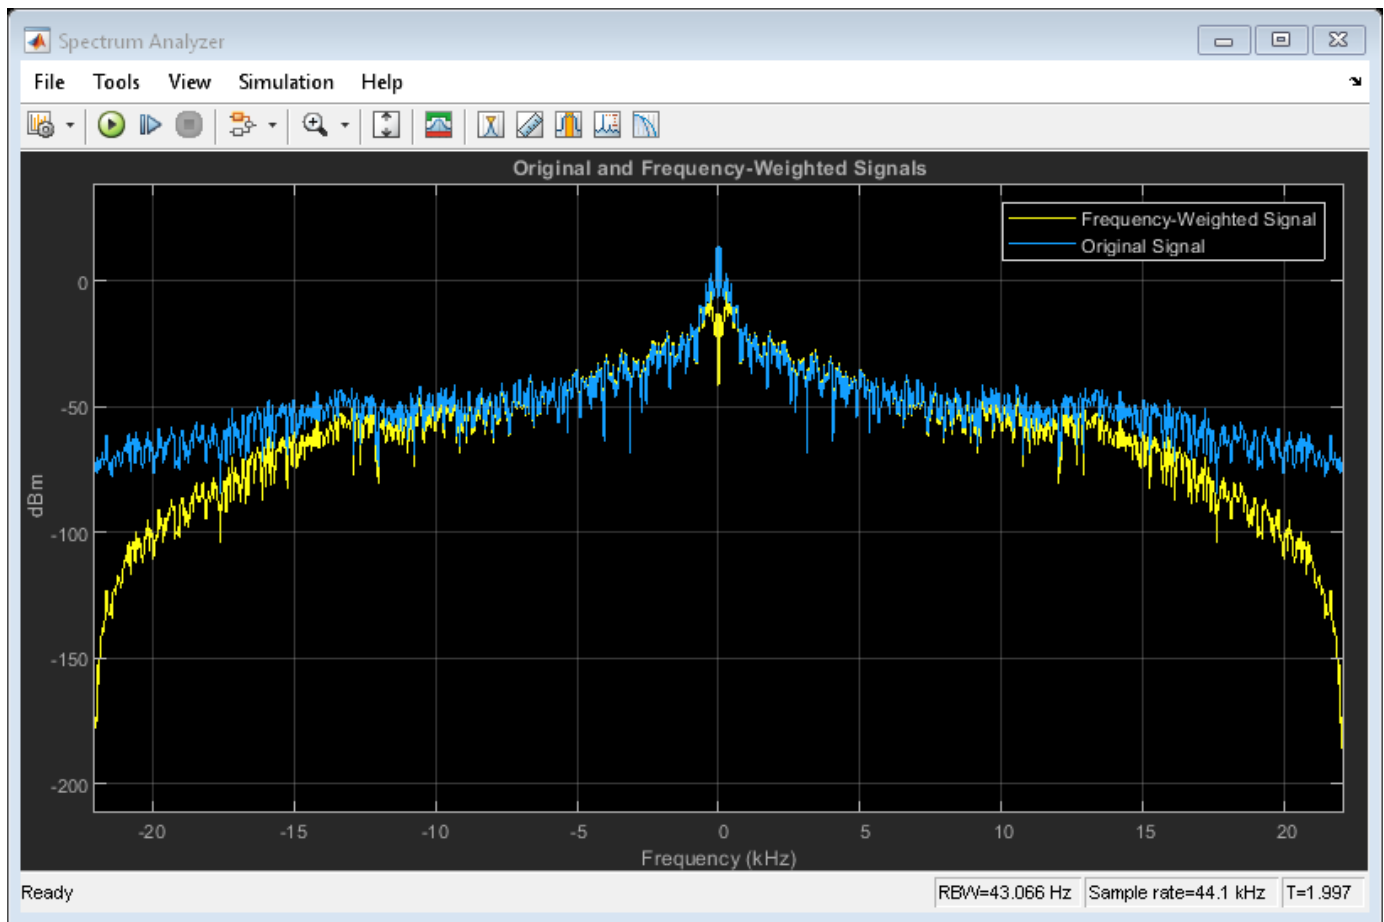 Spectrum Analyzer
File Tools View Simulation Help
Original and Frequency-Weighted Signals
Frequency-Weighted Signal
Original Signal
0
-50
-100
-150
-200
dBm
-20 -15 -10 -5 0 5 10 15 20
Frequency (kHz)
Ready RBW=43.066 Hz Sample rate=44.1 kHz T=1.997